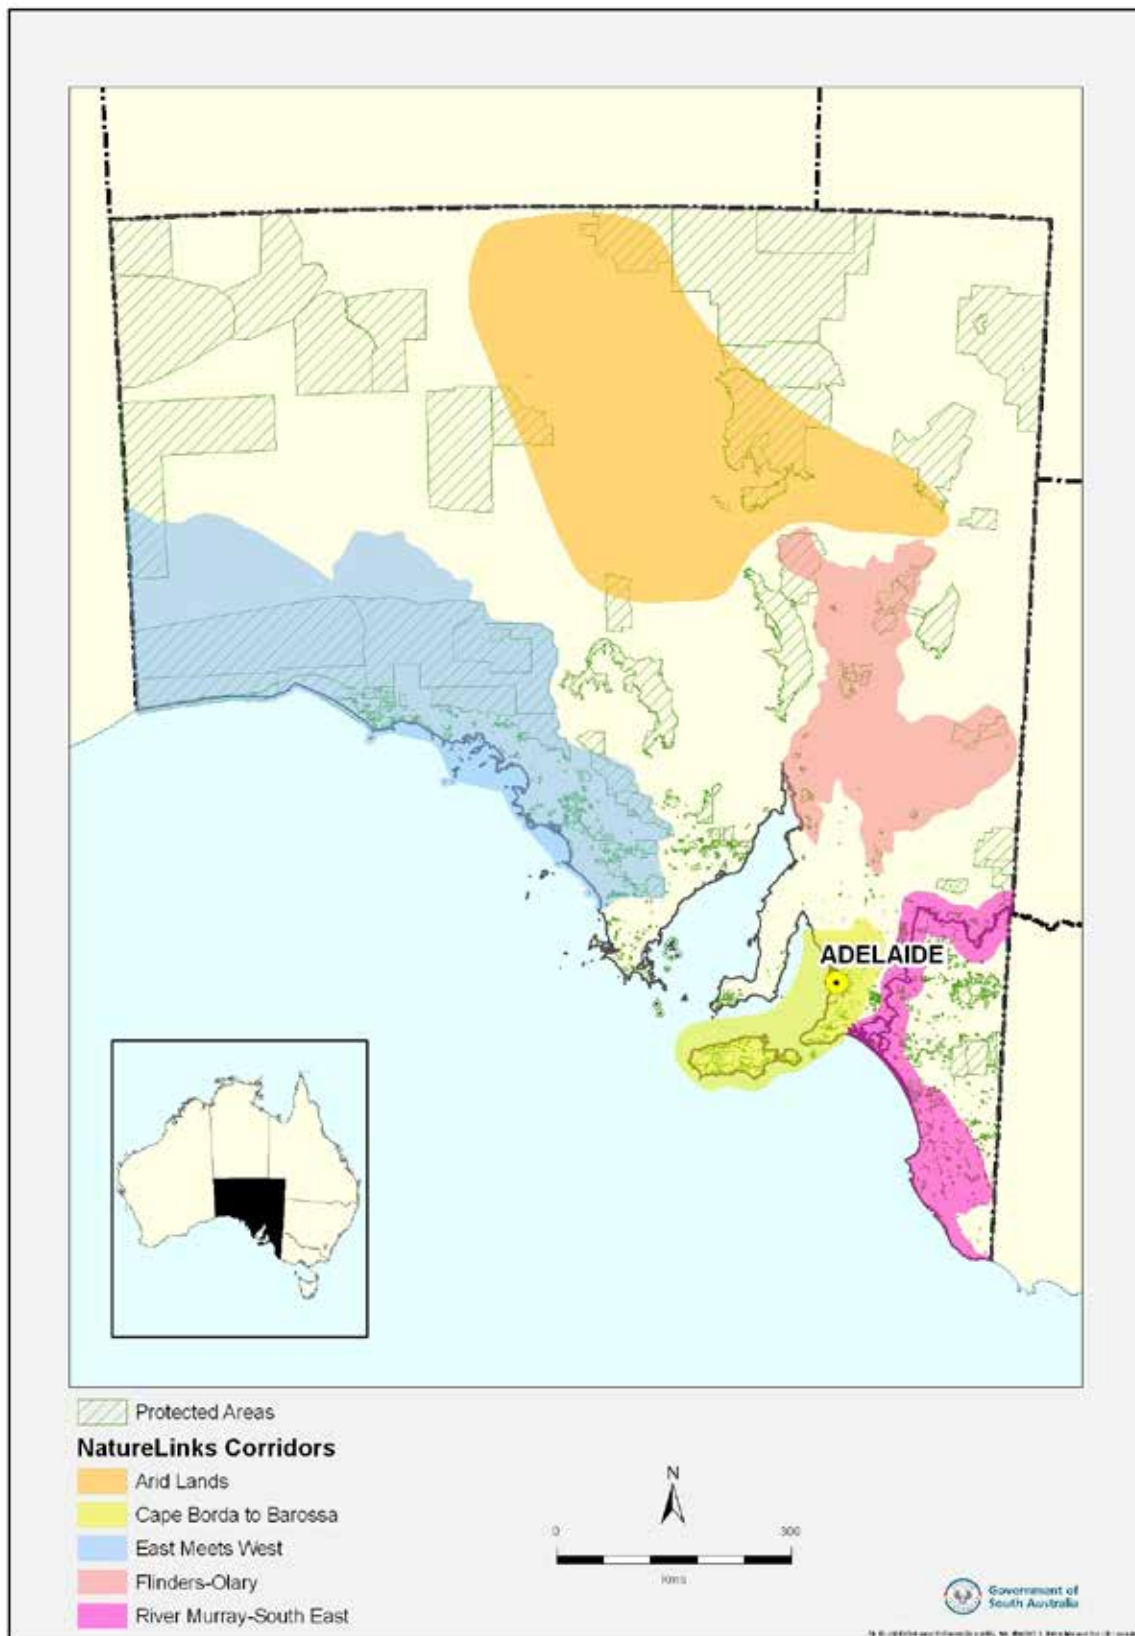 ADELAIDE
Protected Areas
NatureLinks Corridors
Arid Lands
Cape Borda to Barossa
East Meets West
Flinders-Olary
River Murray-South East
N
0 300
kms
Government of
South Australia